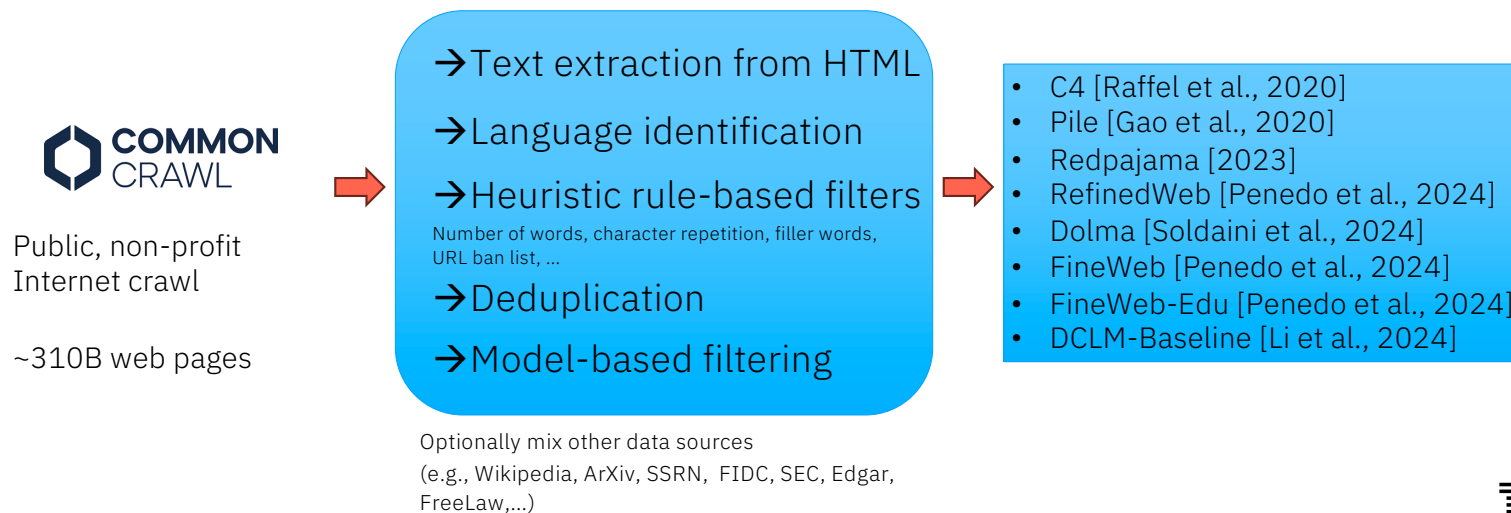 COMMON
CRAWL
Public, non-profit
Internet crawl
~310B web pages
→Text extraction from HTML
→Language identification
→Heuristic rule-based filters
Number of words, character repetition, filler words,
URL ban list, ...
→Deduplication
→Model-based filtering
Optionally mix other data sources
(e.g., Wikipedia, ArXiv, SSRN, FIDC, SEC, Edgar,
FreeLaw,...)
• C4 [Raffel et al., 2020]
• Pile [Gao et al., 2020]
• Redpajama [2023]
• RefinedWeb [Penedo et al., 2024]
• Dolma [Soldaini et al., 2024]
• FineWeb [Penedo et al., 2024]
• FineWeb-Edu [Penedo et al., 2024]
• DCLM-Baseline [Li et al., 2024]